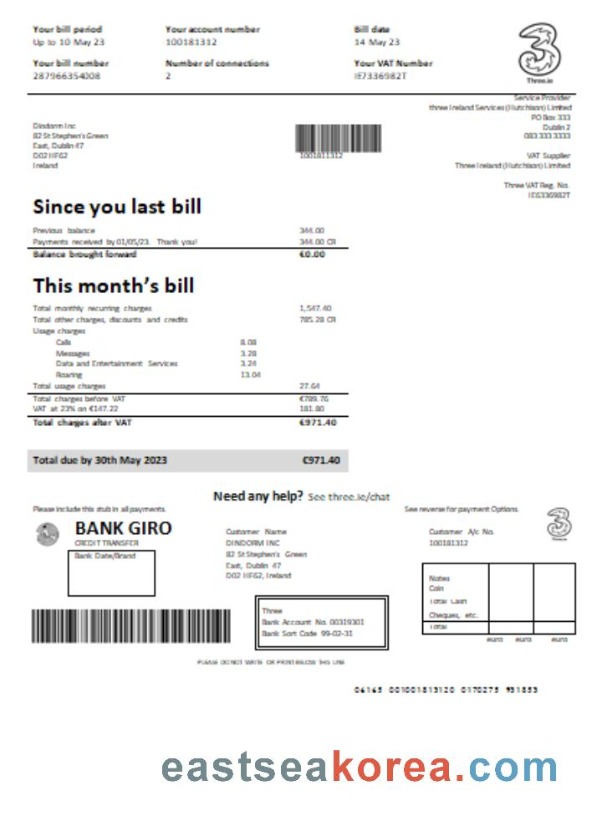 Your bill period Your account number Bill date
Up to 10 May 23 100181312 14 May 23
Your bill number Number of connections Your VAT Number
287966354008 2 IE7336982T
3
Three.ie
Service Provider
three Ireland Services (Hutchison) Limited
PO Box 333
Dublin 2
083 333 3333
VAT Supplier
Three Ireland (Hutchison) Limited
Three VAT Reg. No.
IE6336982T
Dindorm Inc
82 St Stephen's Green
East, Dublin 47
D02 HF62
Ireland
1001811312
Since you last bill
Previous balance 344.00
Payments received by 01/05/23. Thank you! 344.00 CR
Balance brought forward €0.00
This month's bill
Total monthly recurring charges 1,547.40
Total other charges, discounts and credits 785.28 CR
Usage charges
Calls 8.08
Messages 3.28
Data and Entertainment Services 3.24
Roaring 13.04
Total usage charges 27.64
Total charges before VAT €789.76
VAT at 23% on €147.22 181.80
Total charges after VAT €971.40
Total due by 30th May 2023 €971.40
Need any help? See three.ie/chat
Please include this stub in all payments. See reverse for payment Options.
BANK GIRO
CREDIT TRANSFER
Bank Date/Brand
Customer Name
DINDORM INC
82 St Stephen's Green
East, Dublin 47
D02 HF62, Ireland
Customer A/c No.
100181312
3
Three
Bank Account No. 00319301
Bank Sort Code 99-02-31
Notes
Coin
Total Cash
Cheques, etc.
Total
PLEASE DO NOT WRITE OR PRINT BELOW THIS LINE
06165 001001813120 0170275 931853
eastseakorea.com